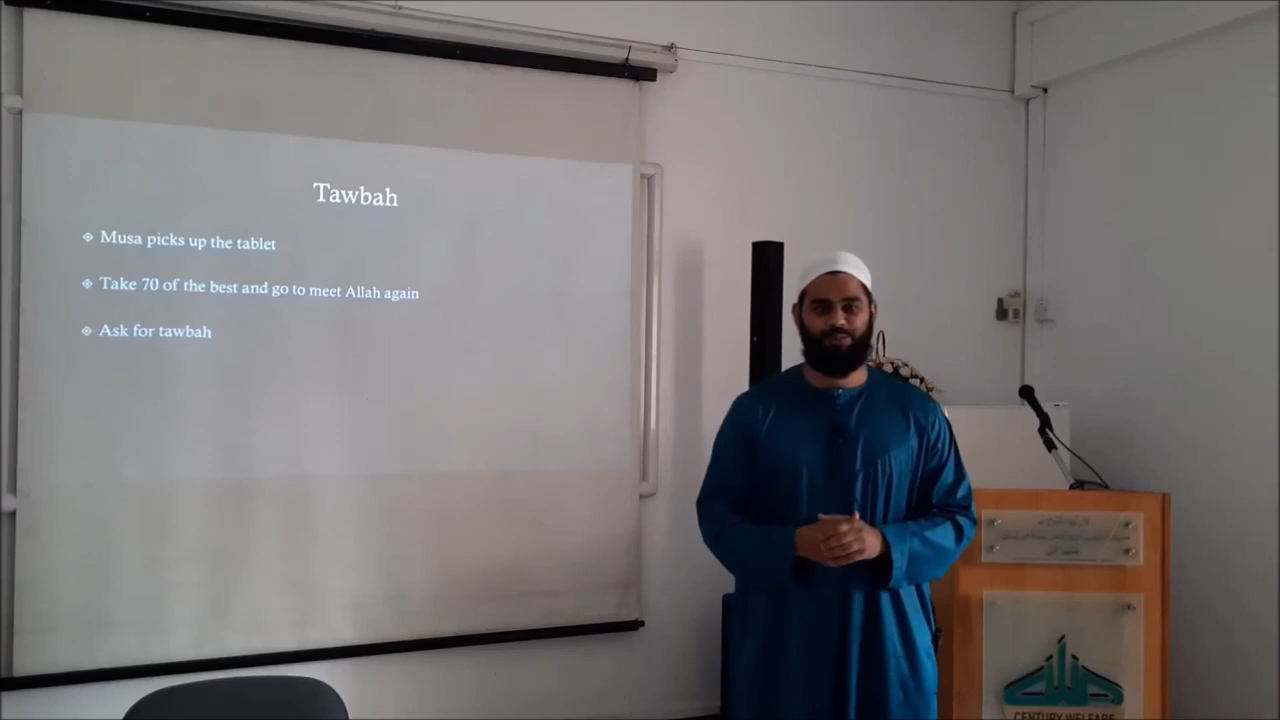 Tawbah
Musa picks up the tablet
Take 70 of the best and go to meet Allah again
Ask for tawbah
CENTURY WELFARE